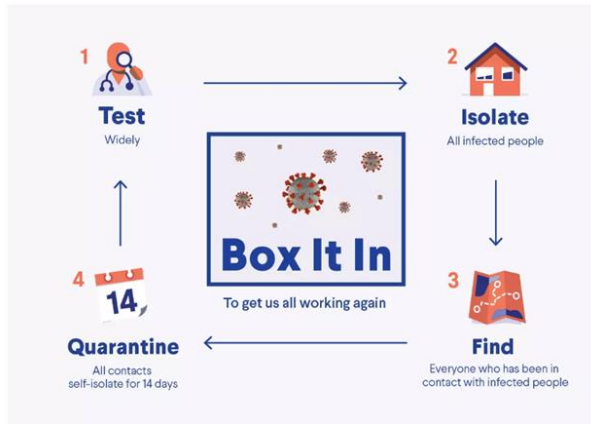 1
Test
Widely
2
Isolate
All infected people
Box It In
To get us all working again
4
14
Quarantine
All contacts
self-isolate for 14 days
3
Find
Everyone who has been in
contact with infected people